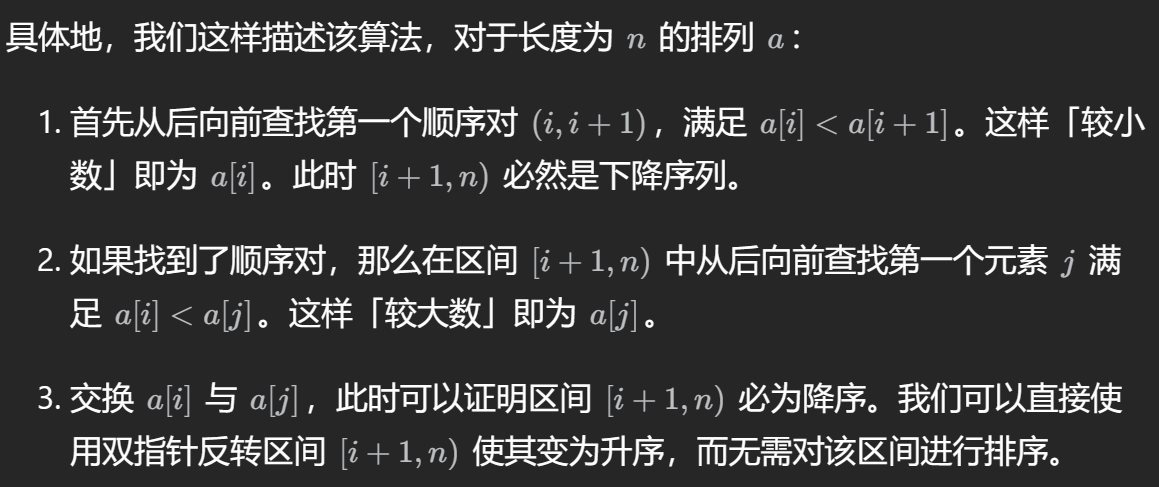 具体地，我们这样描述该算法，对于长度为 n 的排列 a：
1. 首先从后向前查找第一个顺序对 (i, i + 1)，满足 a[i] < a[i + 1]。这样「较小
数」即为 a[i]。此时 [i + 1, n) 必然是下降序列。
2. 如果找到了顺序对，那么在区间 [i + 1, n) 中从后向前查找第一个元素 j 满
足 a[i] < a[j]。这样「较大数」即为 a[j]。
3. 交换 a[i] 与 a[j]，此时可以证明区间 [i + 1, n) 必为降序。我们可以直接使
用双指针反转区间 [i + 1, n) 使其变为升序，而无需对该区间进行排序。